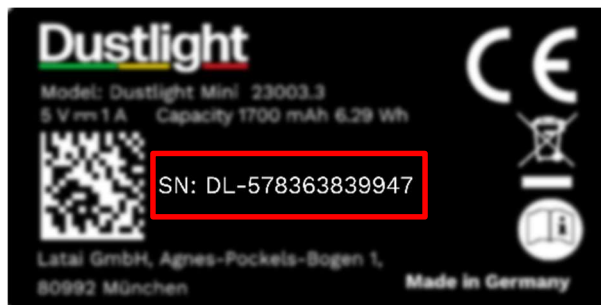 Dustlight
Model: Dustlight Mini 23003.3
5 V⎓1 A Capacity 1700 mAh 6.29 Wh
SN: DL-578363839947
Latai GmbH, Agnes-Pockels-Bogen 1,
80992 München
Made in Germany
CE
i